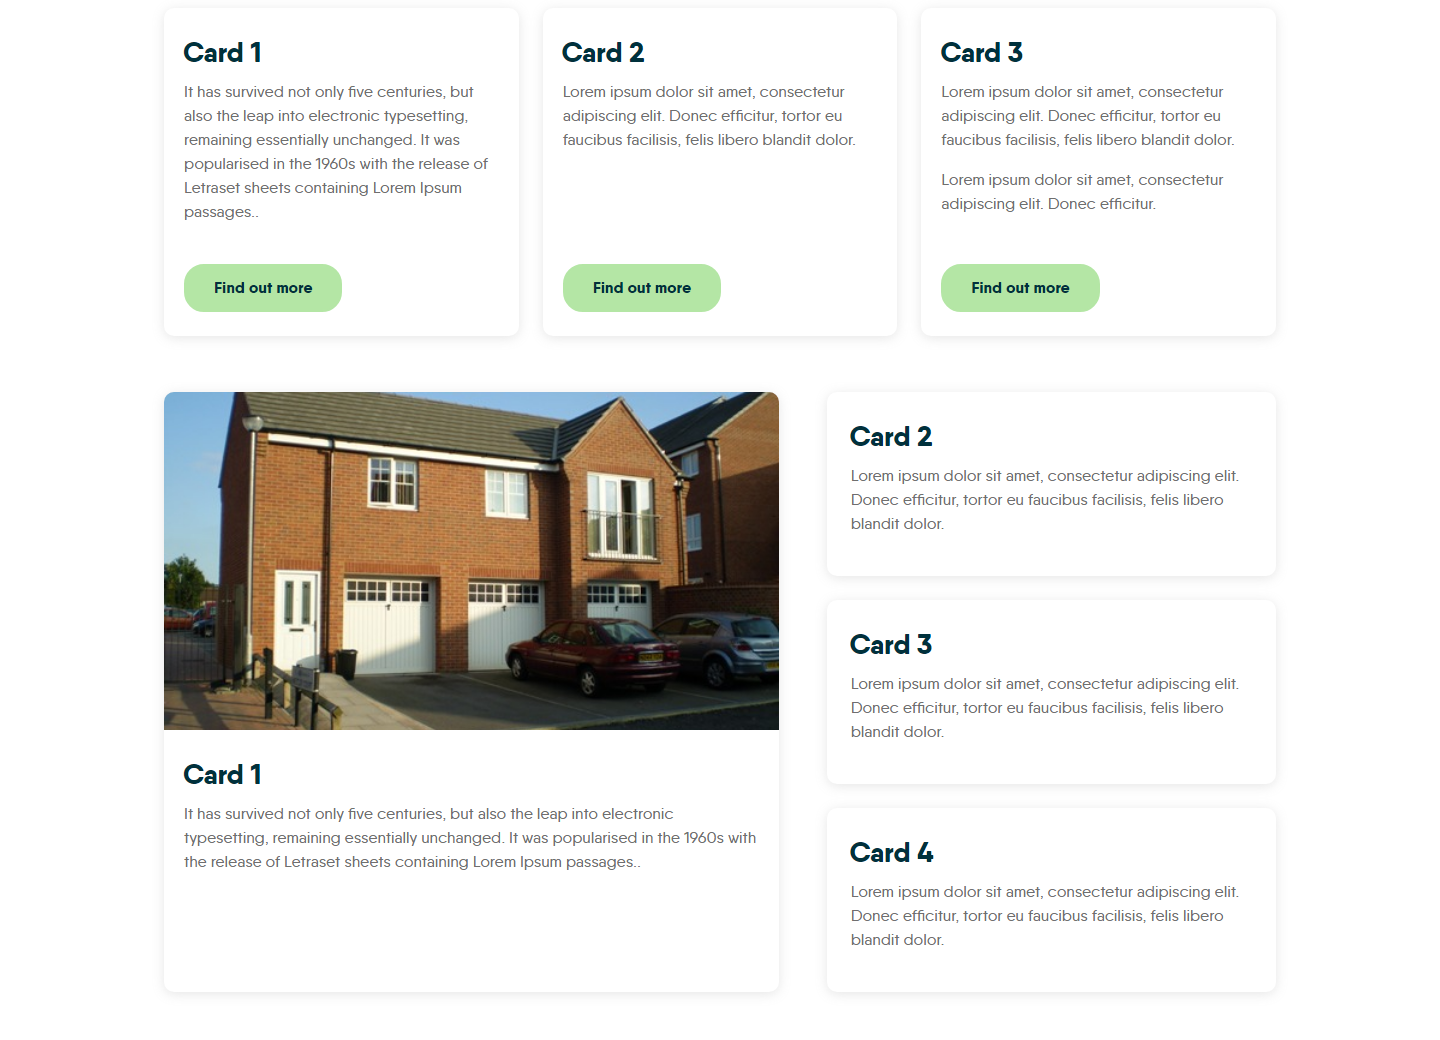 Card 1
It has survived not only five centuries, but
also the leap into electronic typesetting,
remaining essentially unchanged. It was
popularised in the 1960s with the release of
Letraset sheets containing Lorem Ipsum
passages..
Find out more
Card 2
Lorem ipsum dolor sit amet, consectetur
adipiscing elit. Donec efficitur, tortor eu
faucibus facilisis, felis libero blandit dolor.
Find out more
Card 3
Lorem ipsum dolor sit amet, consectetur
adipiscing elit. Donec efficitur, tortor eu
faucibus facilisis, felis libero blandit dolor.
Lorem ipsum dolor sit amet, consectetur
adipiscing elit. Donec efficitur.
Find out more
Card 1
It has survived not only five centuries, but also the leap into electronic
typesetting, remaining essentially unchanged. It was popularised in the 1960s with
the release of Letraset sheets containing Lorem Ipsum passages..
Card 2
Lorem ipsum dolor sit amet, consectetur adipiscing elit.
Donec efficitur, tortor eu faucibus facilisis, felis libero
blandit dolor.
Card 3
Lorem ipsum dolor sit amet, consectetur adipiscing elit.
Donec efficitur, tortor eu faucibus facilisis, felis libero
blandit dolor.
Card 4
Lorem ipsum dolor sit amet, consectetur adipiscing elit.
Donec efficitur, tortor eu faucibus facilisis, felis libero
blandit dolor.